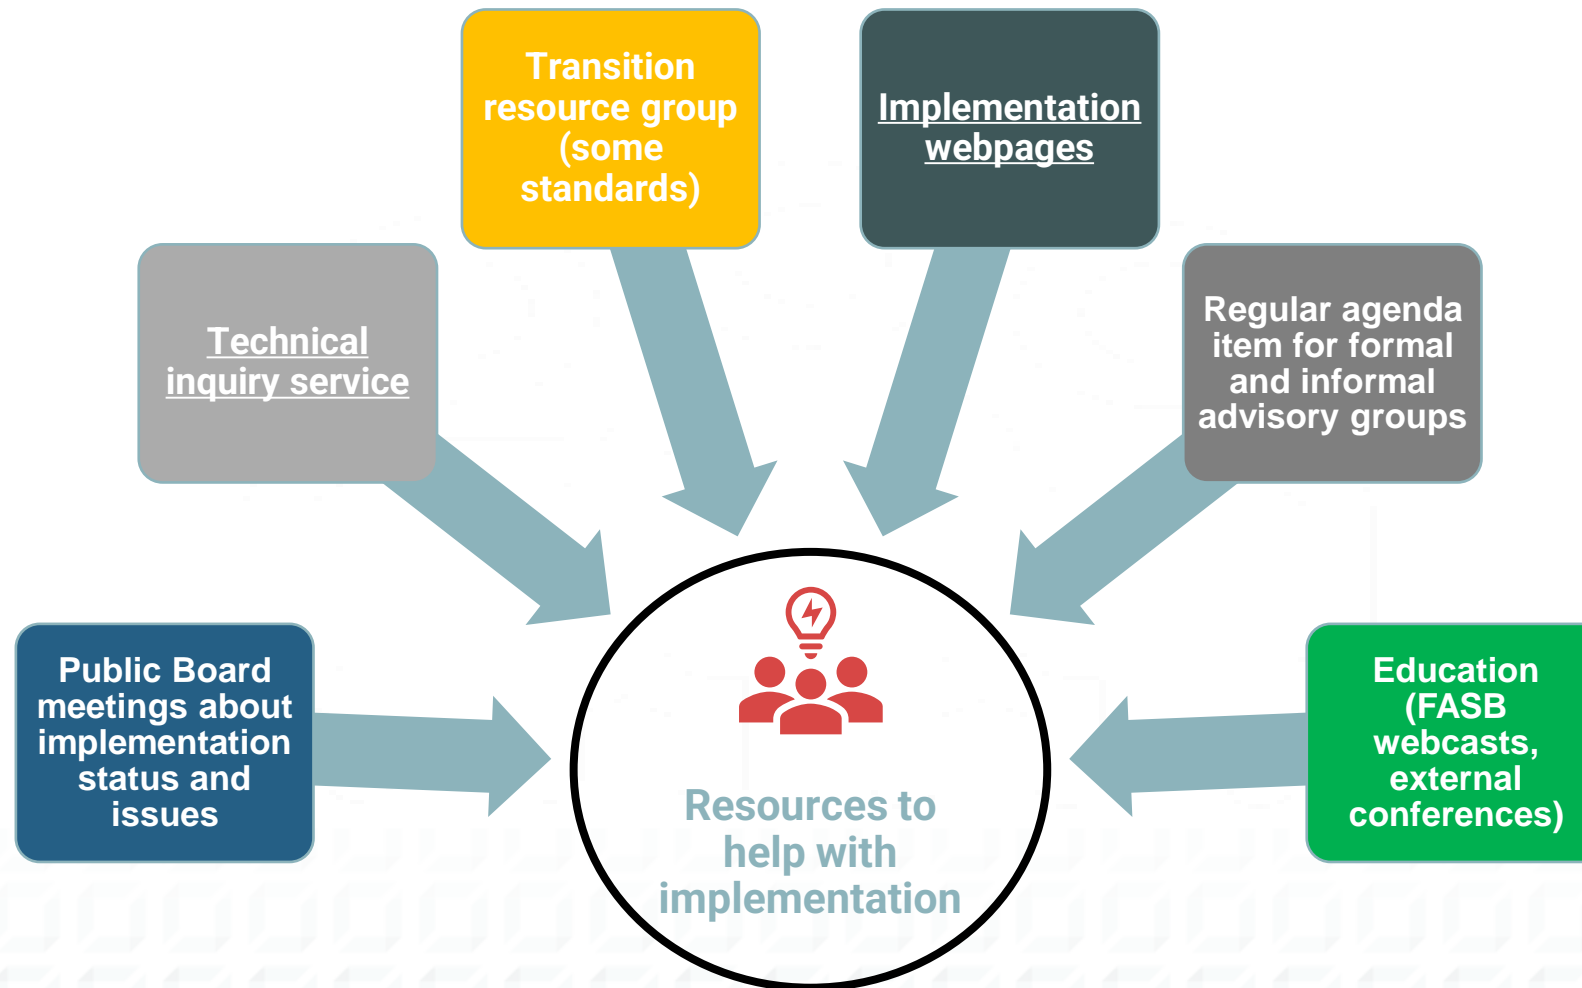 Transition
resource group
(some
standards)
Implementation
webpages
Technical
inquiry service
Regular agenda
item for formal
and informal
advisory groups
Public Board
meetings about
implementation
status and
issues
Education
(FASB
webcasts,
external
conferences)
Resources to
help with
implementation